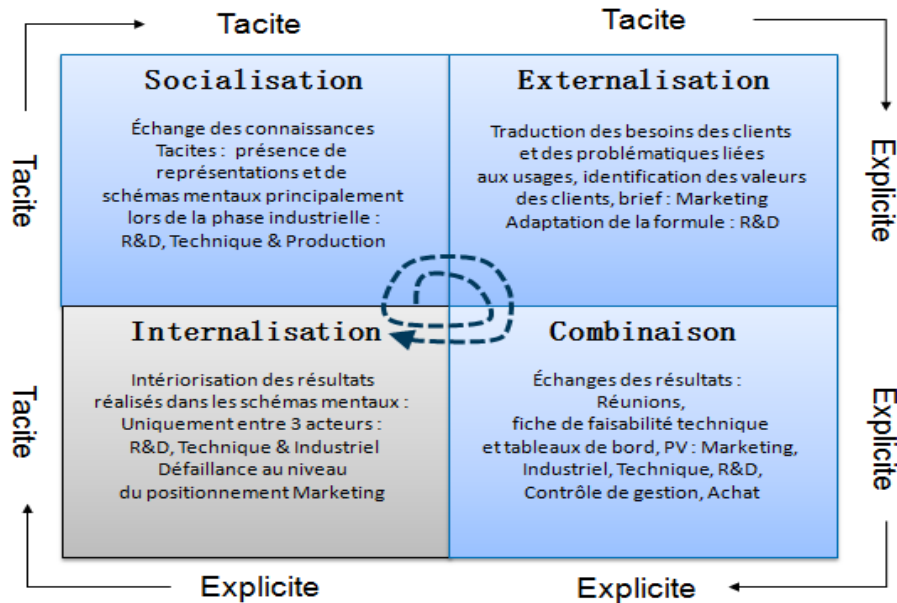 Tacite
Tacite
Tacite
Explicite
Socialisation
Échange des connaissances
Tacites : présence de
représentations et de
schémas mentaux principalement
lors de la phase industrielle :
R&D, Technique & Production
Externalisation
Traduction des besoins des clients
et des problématiques liées
aux usages, identification des valeurs
des clients, brief : Marketing
Adaptation de la formule : R&D
Internalisation
Intériorisation des résultats
réalisés dans les schémas mentaux :
Uniquement entre 3 acteurs :
R&D, Technique & Industriel
Défaillance au niveau
du positionnement Marketing
Combinaison
Échanges des résultats :
Réunions,
fiche de faisabilité technique
et tableaux de bord, PV : Marketing,
Industriel, Technique, R&D,
Contrôle de gestion, Achat
Tacite
Explicite
Explicite
Explicite